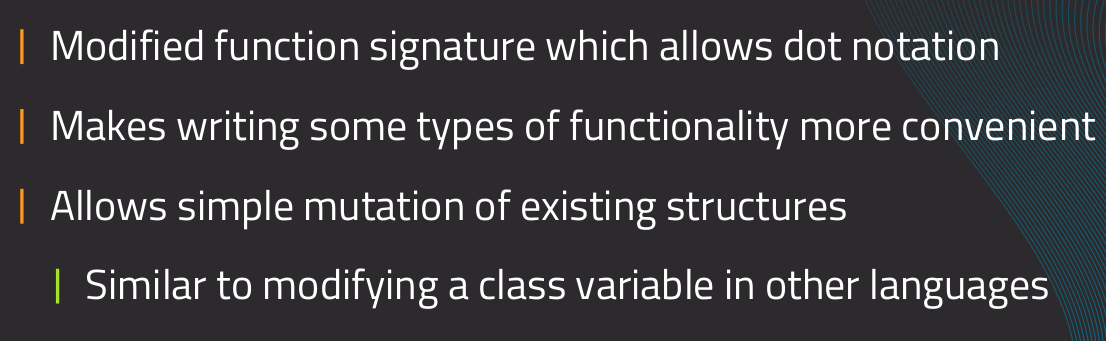 Modified function signature which allows dot notation
Makes writing some types of functionality more convenient
Allows simple mutation of existing structures
Similar to modifying a class variable in other languages